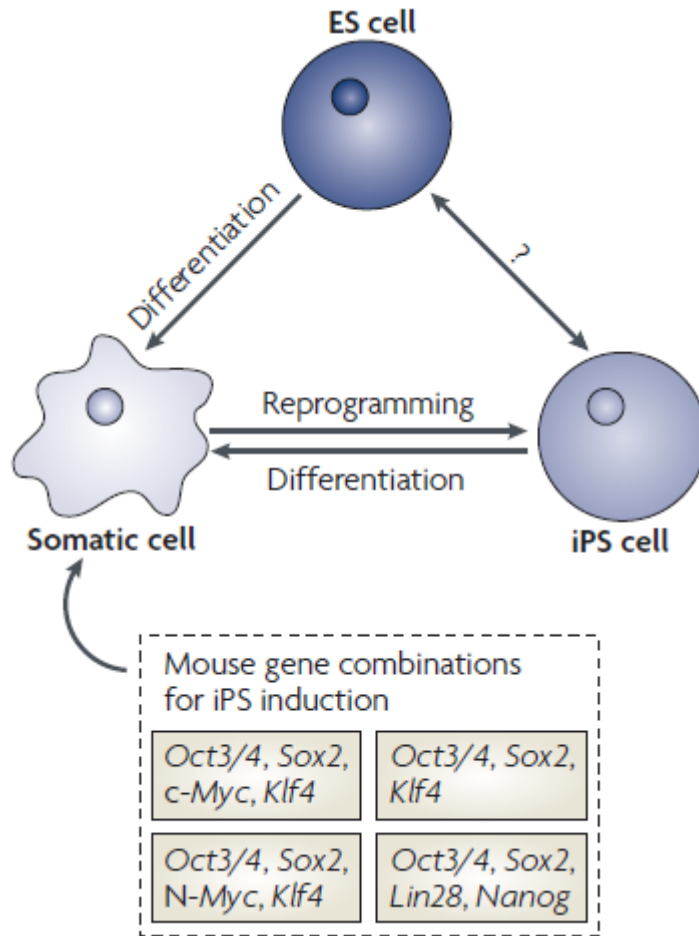 ES cell
Differentiation
?
Reprogramming
Differentiation
Somatic cell
iPS cell
Mouse gene combinations
for iPS induction
Oct3/4, Sox2,
c-Myc, Klf4
Oct3/4, Sox2,
Klf4
Oct3/4, Sox2,
N-Myc, Klf4
Oct3/4, Sox2,
Lin28, Nanog